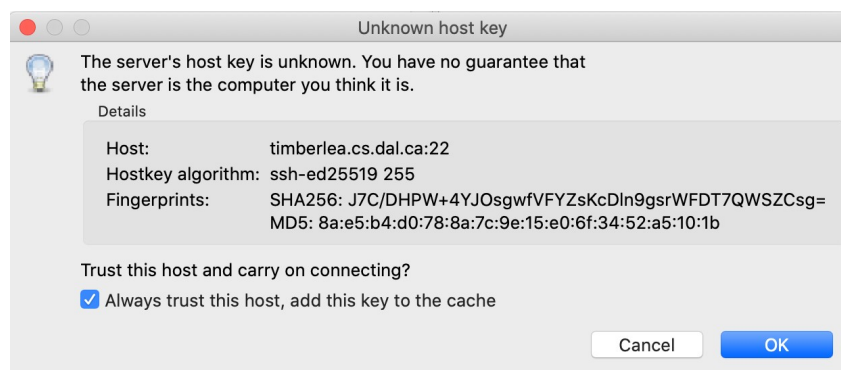 Unknown host key
The server's host key is unknown. You have no guarantee that
the server is the computer you think it is.
Details
Host: timberlea.cs.dal.ca:22
Hostkey algorithm: ssh-ed25519 255
Fingerprints: SHA256: J7C/DHPW+4YJOsgwfVFYZsKcDln9gsrWFDT7QWSZCsg=
MD5: 8a:e5:b4:d0:78:8a:7c:9e:15:e0:6f:34:52:a5:10:1b
Trust this host and carry on connecting?
Always trust this host, add this key to the cache
Cancel OK